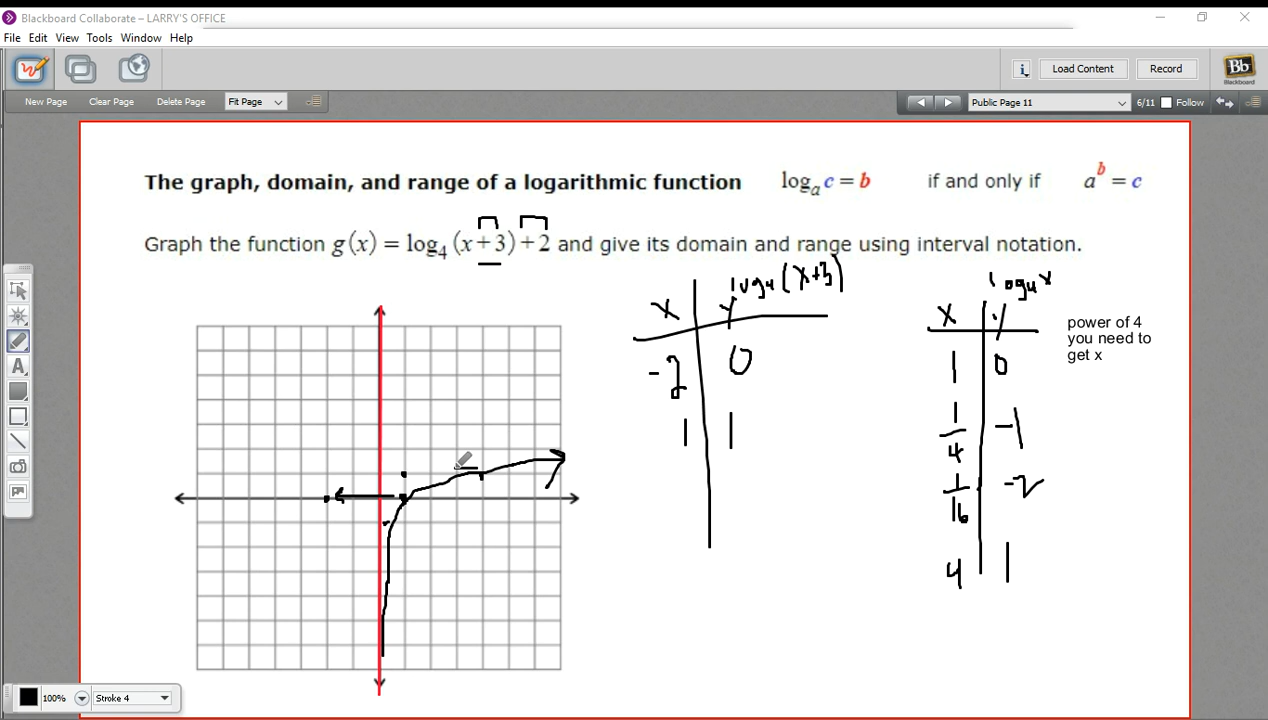 Blackboard Collaborate – LARRY'S OFFICE
File Edit View Tools Window Help
Load Content
Record
Bb
Blackboard
New Page Clear Page Delete Page Fit Page
Public Page 11
6/11
Follow
The graph, domain, and range of a logarithmic function logₐ c = b if and only if aᵇ = c
Graph the function g(x) = log₄ (x + 3) + 2 and give its domain and range using interval notation.
x y log₄(x+3)
-2 0
1 1
x y log₄x
1 0
1/4 -1
1/16 -2
4 1
power of 4
you need to
get x
100%
Stroke 4